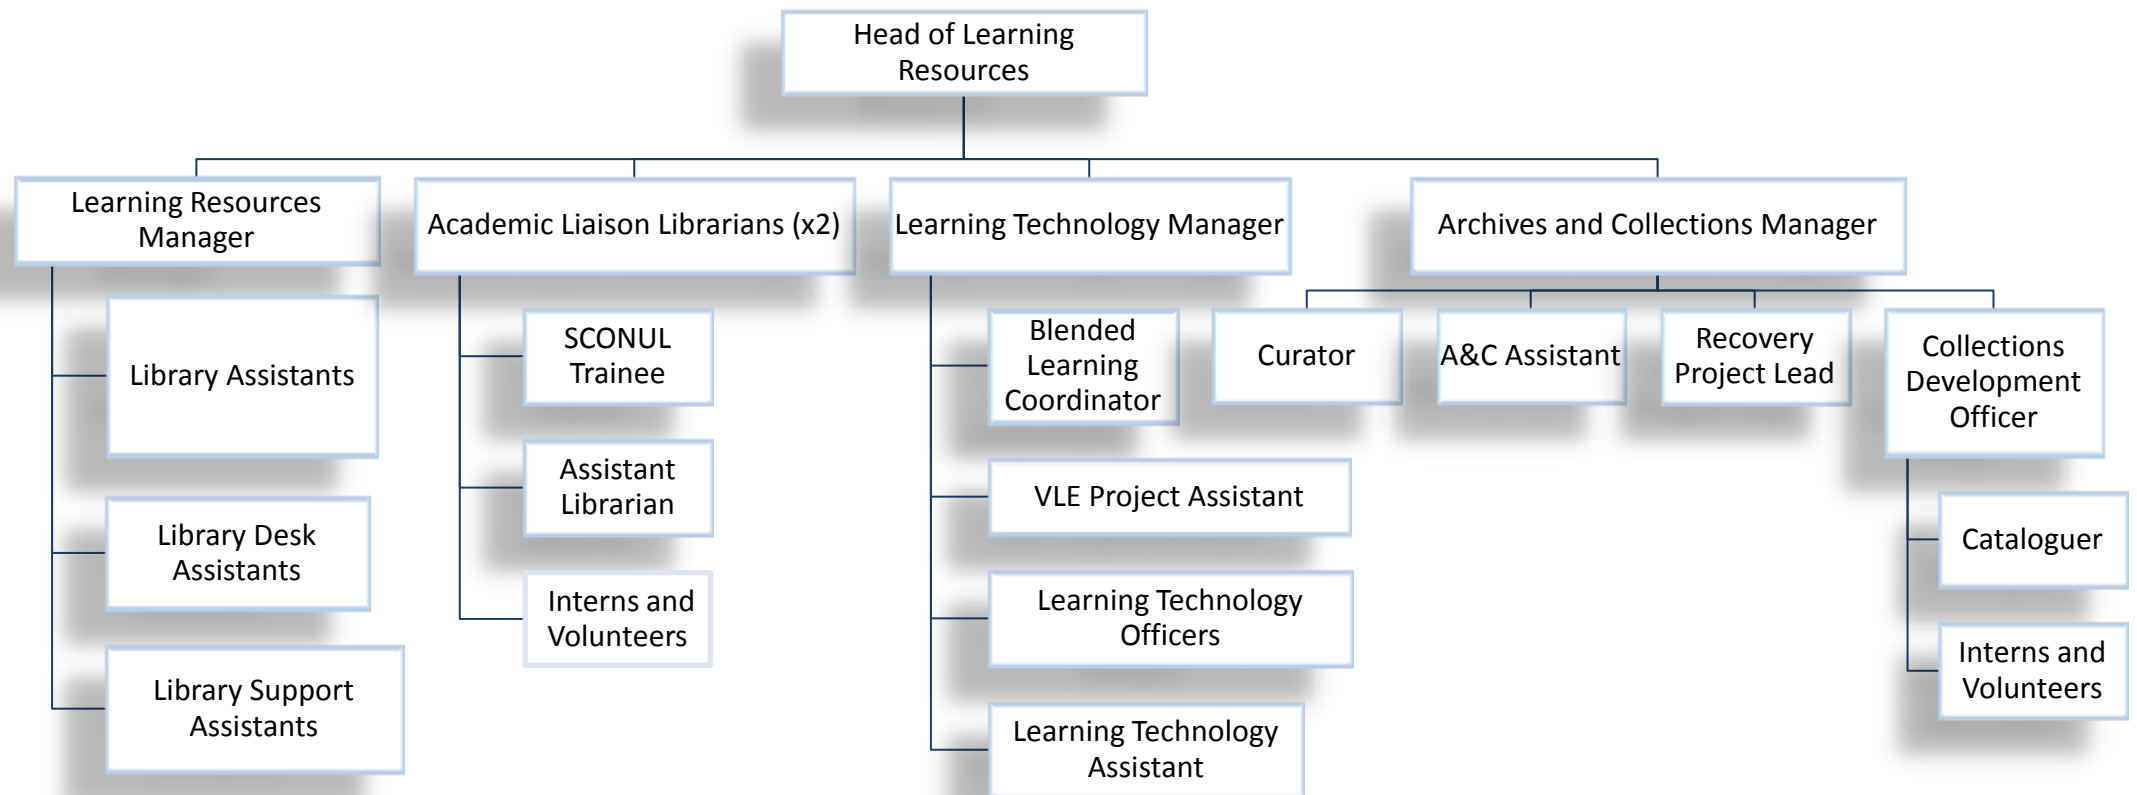 Head of Learning
Resources
Learning Resources
Manager
Academic Liaison Librarians (x2)
Learning Technology Manager
Archives and Collections Manager
Library Assistants
Library Desk
Assistants
Library Support
Assistants
SCONUL
Trainee
Assistant
Librarian
Interns and
Volunteers
Blended
Learning
Coordinator
VLE Project Assistant
Learning Technology
Officers
Learning Technology
Assistant
Curator
A&C Assistant
Recovery
Project Lead
Collections
Development
Officer
Cataloguer
Interns and
Volunteers